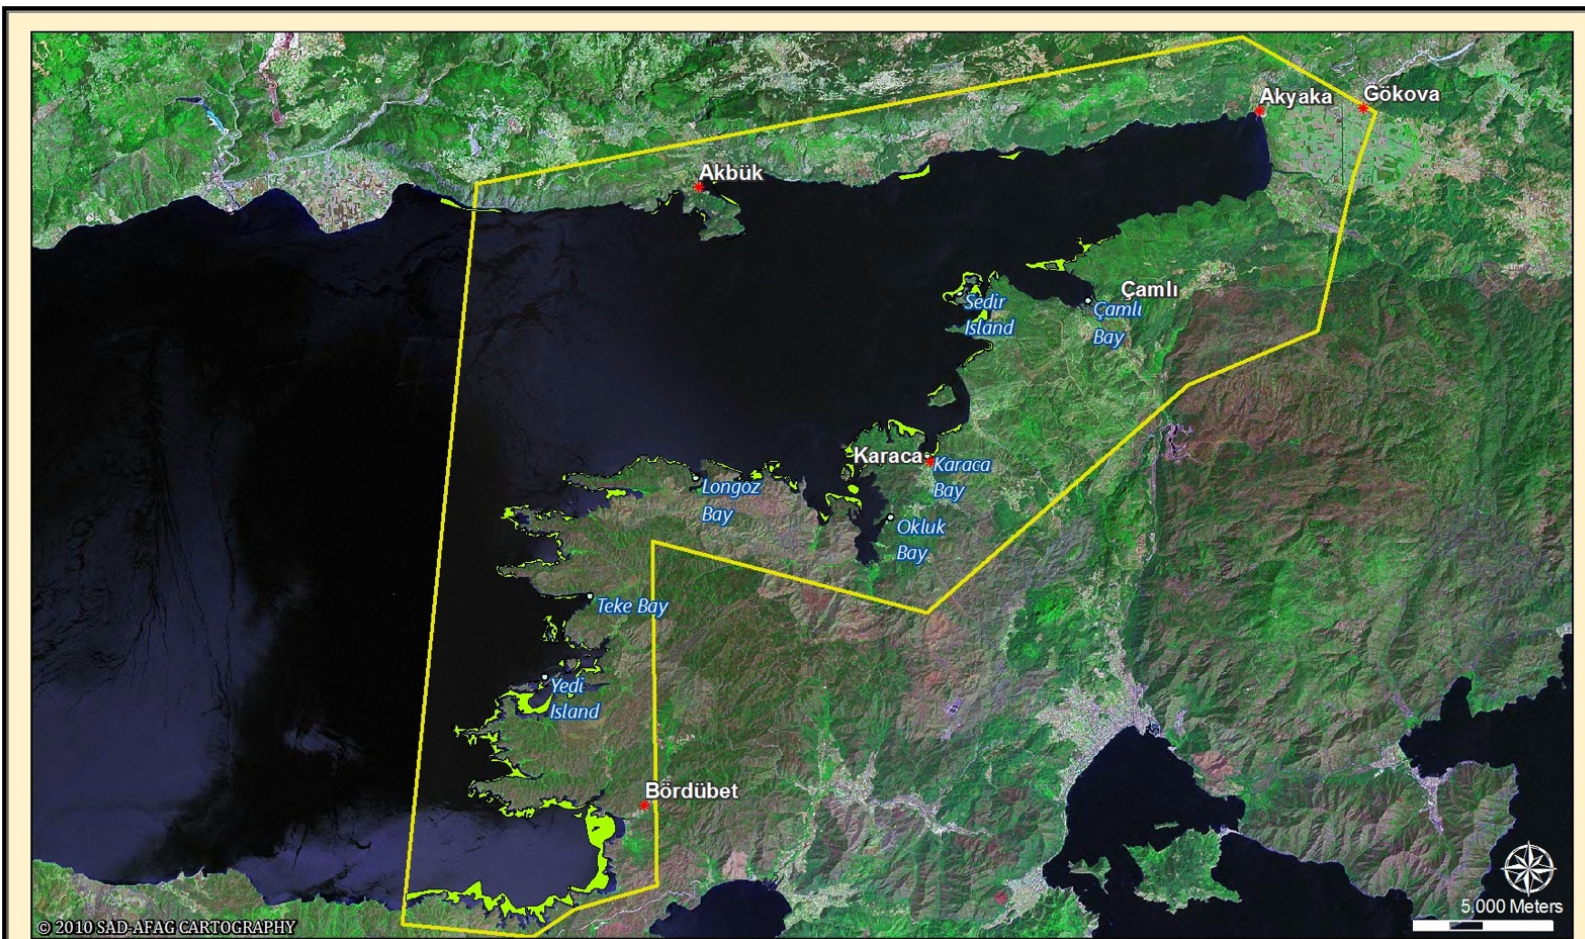 Akyaka
Gökova
Akbük
Çamlı
Sedir
Island
Çamlı
Bay
Karaca
Karaca
Bay
Longoz
Bay
Okluk
Bay
Teke Bay
Yedi
Island
Bördübet
5.000 Meters
© 2010 SAD-AFAG CARTOGRAPHY